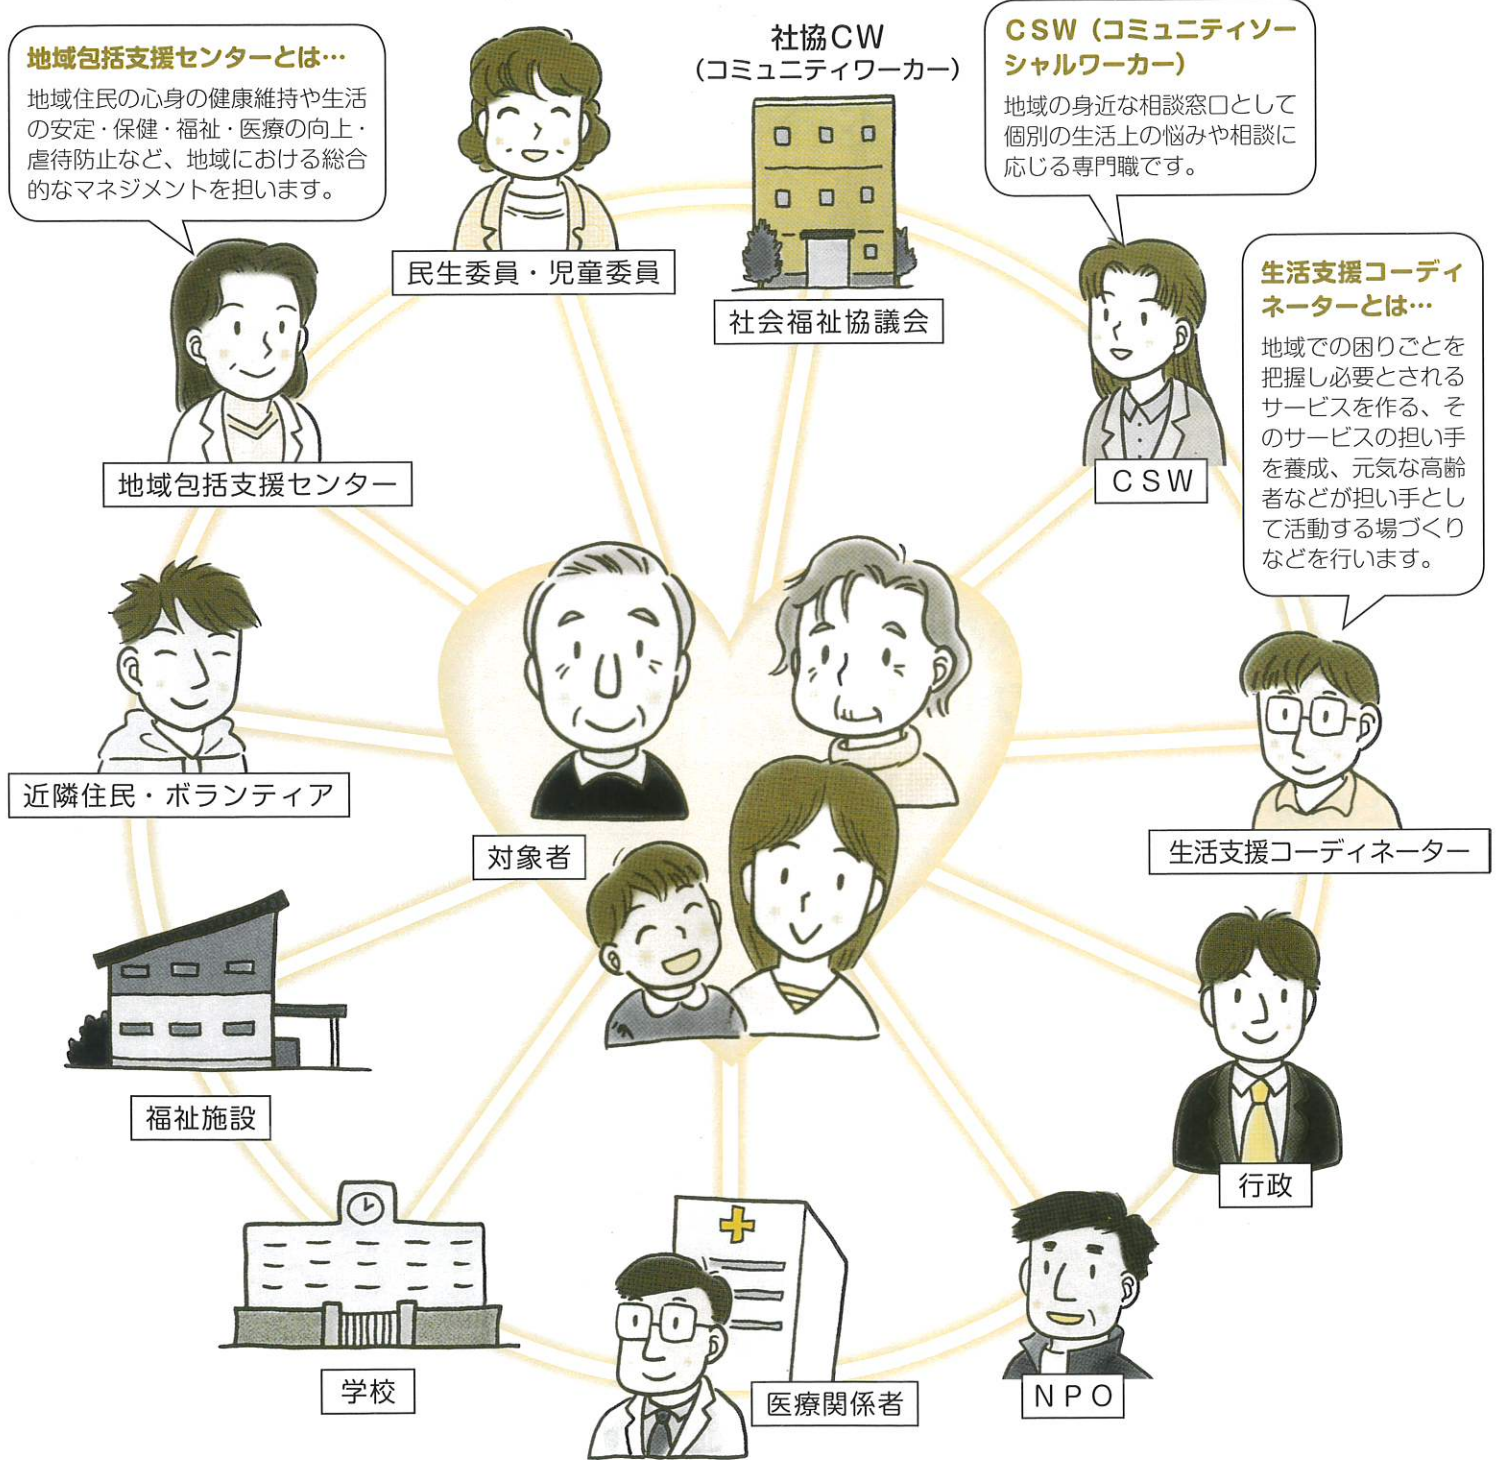 地域包括支援センターとは…
地域住民の心身の健康維持や生活
の安定・保健・福祉・医療の向上・
虐待防止など、地域における総合
的なマネジメントを担います。
社協CW
（コミュニティワーカー）
CSW（コミュニティソー
シャルワーカー）
地域の身近な相談窓口として
個別の生活上の悩みや相談に
応じる専門職です。
生活支援コーディ
ネーターとは…
地域での困りごとを
把握し必要とされる
サービスを作る、そ
のサービスの担い手
を養成、元気な高齢
者などが担い手とし
て活動する場づくり
などを行います。
民生委員・児童委員
社会福祉協議会
地域包括支援センター
CSW
近隣住民・ボランティア
対象者
生活支援コーディネーター
福祉施設
行政
学校
医療関係者
NPO